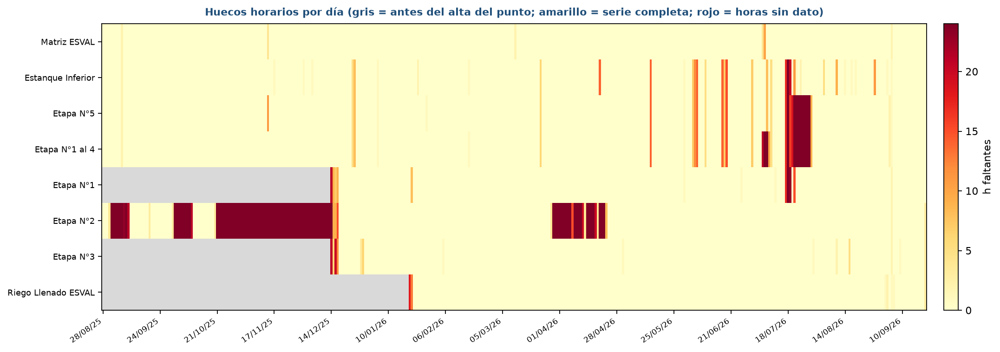 Huecos horarios por día (gris = antes del alta del punto; amarillo = serie completa; rojo = horas sin dato)
Matriz ESVAL
Estanque Inferior
Etapa N°5
Etapa N°1 al 4
Etapa N°1
Etapa N°2
Etapa N°3
Riego Llenado ESVAL
28/08/25
24/09/25
21/10/25
17/11/25
14/12/25
10/01/26
06/02/26
05/03/26
01/04/26
28/04/26
25/05/26
21/06/26
18/07/26
14/08/26
10/09/26
20
15
10
5
0
h faltantes